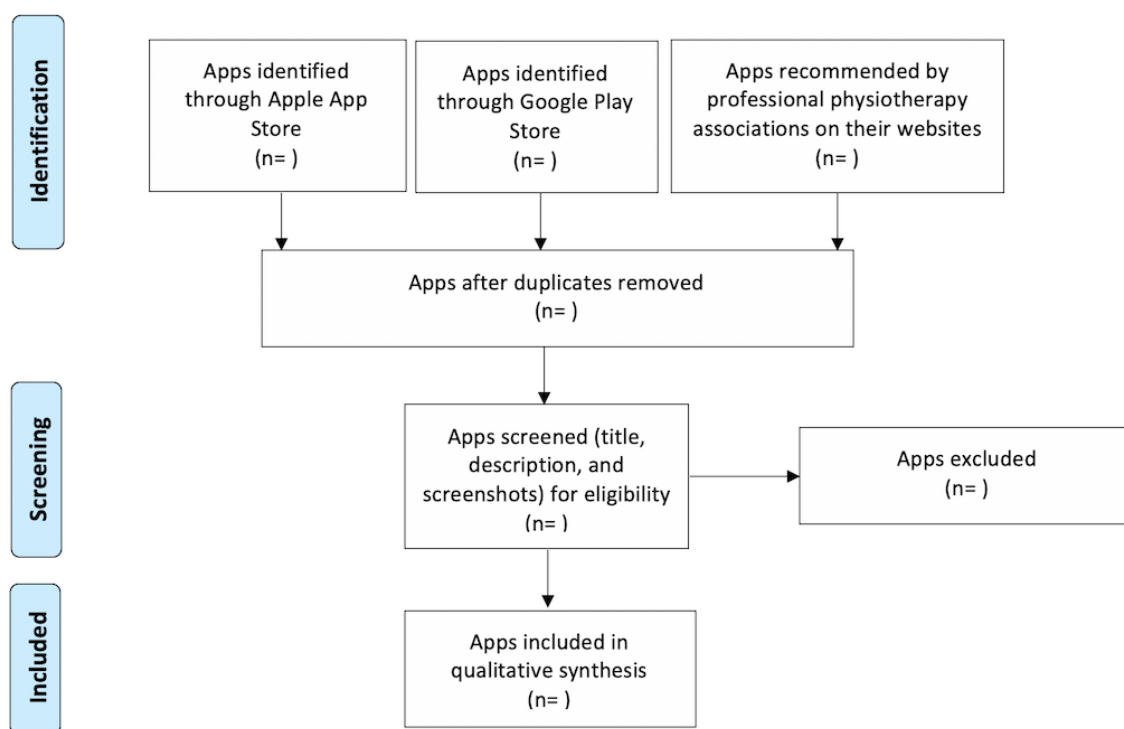 Identification
Apps identified
through Apple App
Store
(n= )
Apps identified
through Google Play
Store
(n= )
Apps recommended by
professional physiotherapy
associations on their websites
(n= )
Apps after duplicates removed
(n= )
Screening
Apps screened (title,
description, and
screenshots) for eligibility
(n= )
Apps excluded
(n= )
Included
Apps included in
qualitative synthesis
(n= )